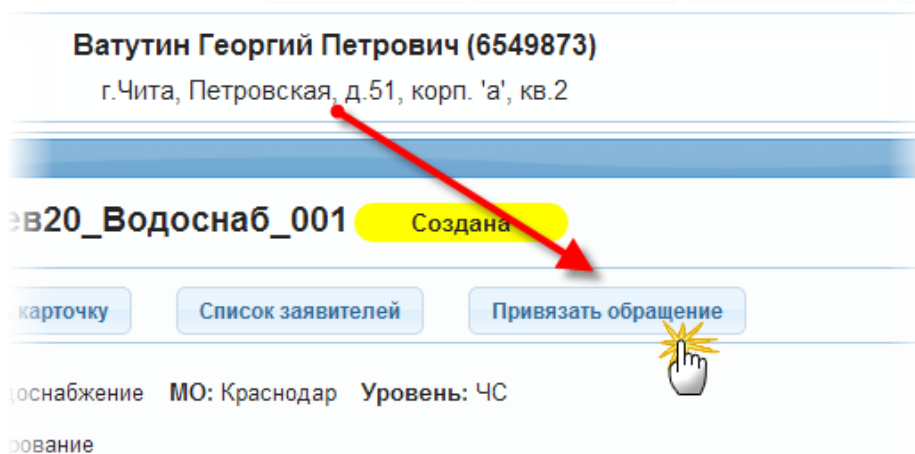 Ватутин Георгий Петрович (6549873)
г.Чита, Петровская, д.51, корп. 'а', кв.2
ев20_Водоснаб_001 Создана
карточку Список заявителей Привязать обращение
доснабжение МО: Краснодар Уровень: ЧС
рование